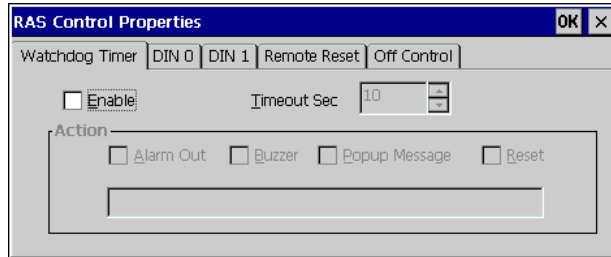 RAS Control Properties OK ×
Watchdog Timer DIN 0 DIN 1 Remote Reset Off Control
Enable Timeout Sec 10
Action
Alarm Out Buzzer Popup Message Reset